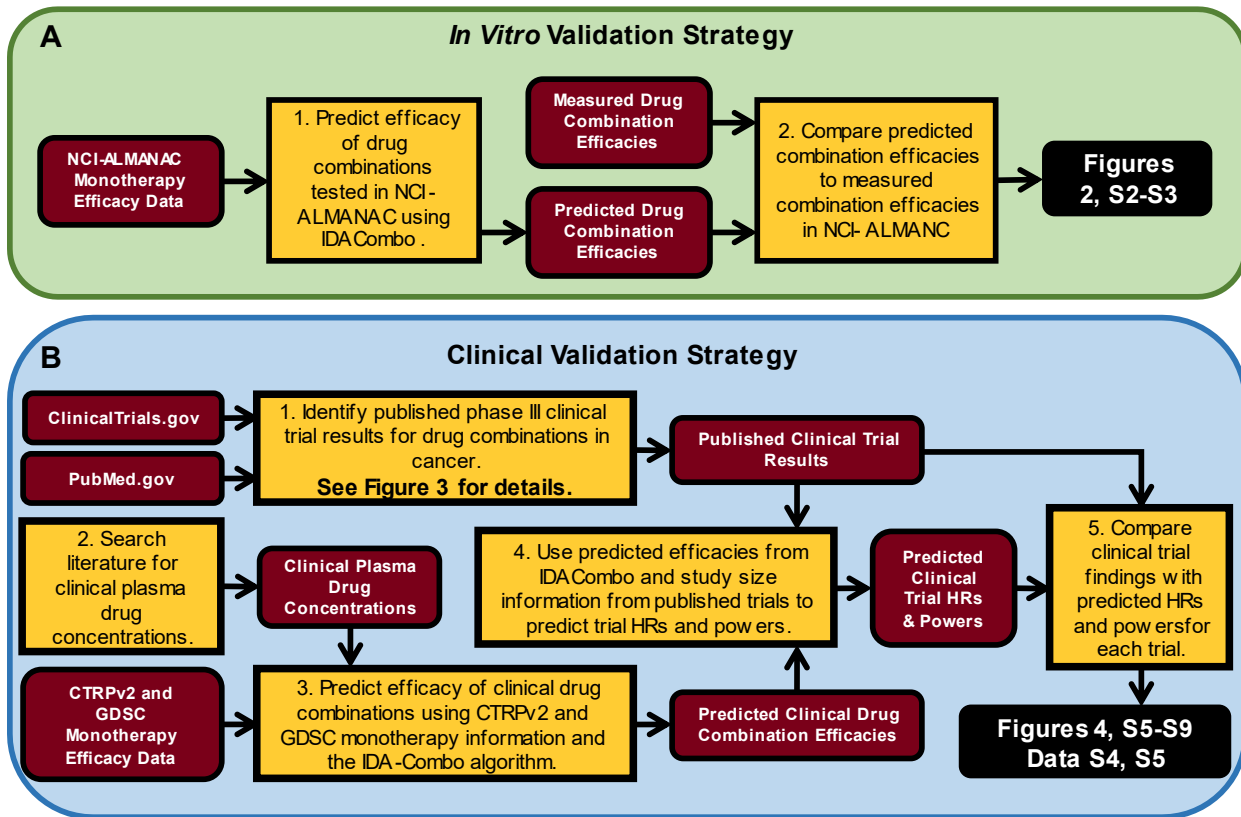 A
In Vitro Validation Strategy
NCI-ALMANAC
Monotherapy
Efficacy Data
1. Predict efficacy
of drug
combinations
tested in NCI-
ALMANAC using
IDACombo .
Measured Drug
Combination
Efficacies
Predicted Drug
Combination
Efficacies
2. Compare predicted
combination efficacies
to measured
combination efficacies
in NCI- ALMANC
Figures
2, S2-S3
B
Clinical Validation Strategy
ClinicalTrials.gov
PubMed.gov
1. Identify published phase III clinical
trial results for drug combinations in
cancer.
See Figure 3 for details.
Published Clinical Trial
Results
2. Search
literature for
clinical plasma
drug
concentrations.
Clinical Plasma
Drug
Concentrations
CTRPv2 and
GDSC
Monotherapy
Efficacy Data
3. Predict efficacy of clinical drug
combinations using CTRPv2 and
GDSC monotherapy information and
the IDA-Combo algorithm.
Predicted Clinical Drug
Combination Efficacies
4. Use predicted efficacies from
IDACombo and study size
information from published trials to
predict trial HRs and powers.
Predicted
Clinical
Trial HRs
& Powers
5. Compare
clinical trial
findings with
predicted HRs
and powersfor
each trial.
Figures 4, S5-S9
Data S4, S5